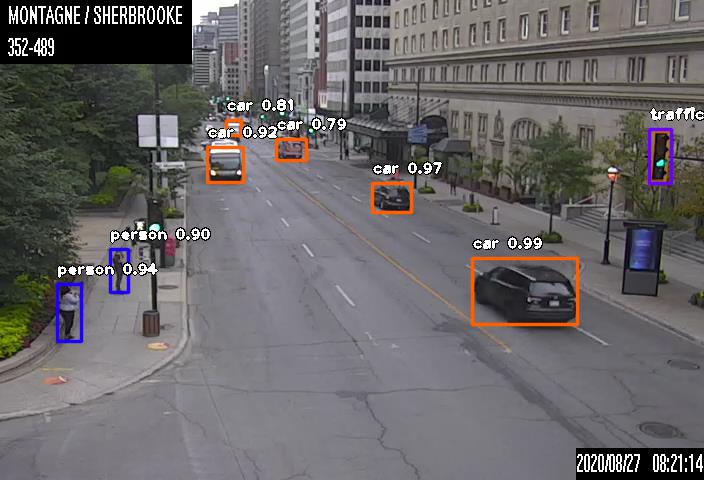 MONTAGNE / SHERBROOKE
352-489
car 0.81
car 0.92
car 0.79
traffic
car 0.97
person 0.90
car 0.99
person 0.94
2020/08/27 08:21:14